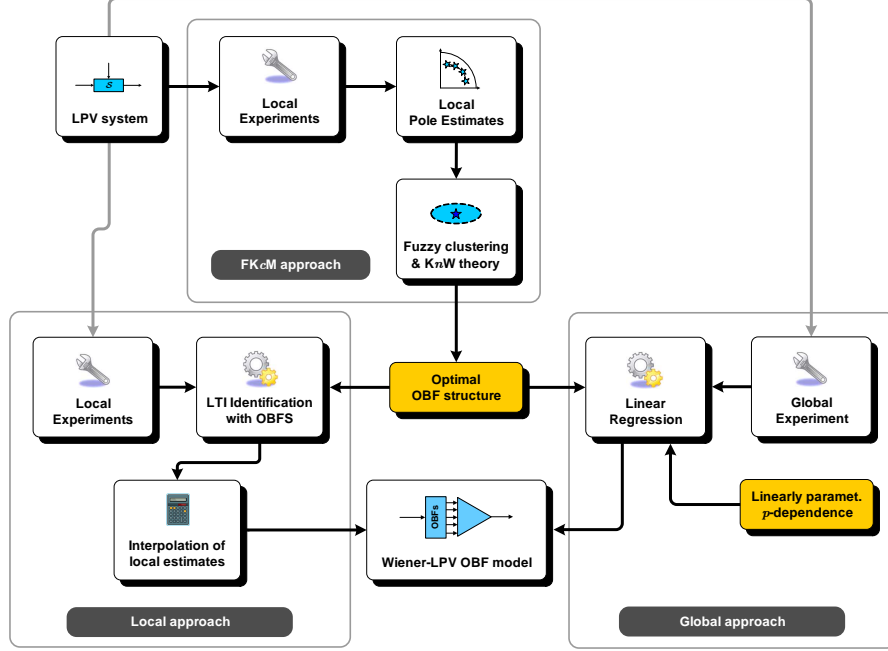 S
LPV system
Local
Experiments
Local
Pole Estimates
Fuzzy clustering
& KnW theory
FKcM approach
Local
Experiments
LTI Identification
with OBFS
Optimal
OBF structure
Linear
Regression
Global
Experiment
Interpolation of
local estimates
OBFs
Wiener-LPV OBF model
Linearly paramet.
p-dependence
Local approach
Global approach